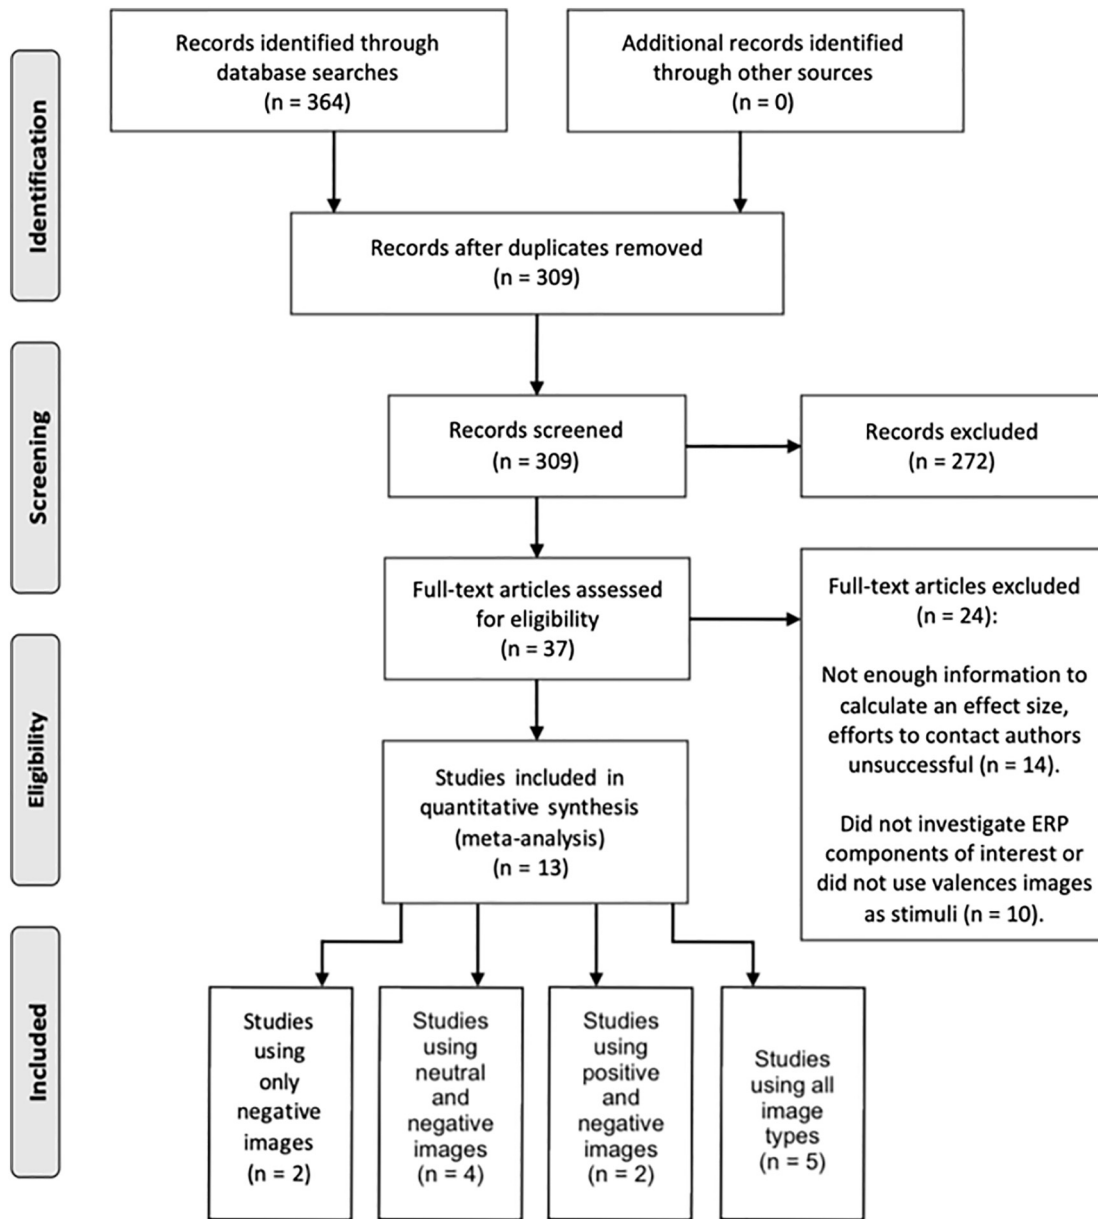 Identification
Records identified through
database searches
(n = 364)
Additional records identified
through other sources
(n = 0)
Records after duplicates removed
(n = 309)
Screening
Records screened
(n = 309)
Records excluded
(n = 272)
Eligibility
Full-text articles assessed
for eligibility
(n = 37)
Full-text articles excluded
(n = 24):
Not enough information to
calculate an effect size,
efforts to contact authors
unsuccessful (n = 14).
Did not investigate ERP
components of interest or
did not use valences images
as stimuli (n = 10).
Studies included in
quantitative synthesis
(meta-analysis)
(n = 13)
Included
Studies
using
only
negative
images
(n = 2)
Studies
using
neutral
and
negative
images
(n = 4)
Studies
using
positive
and
negative
images
(n = 2)
Studies
using all
image
types
(n = 5)